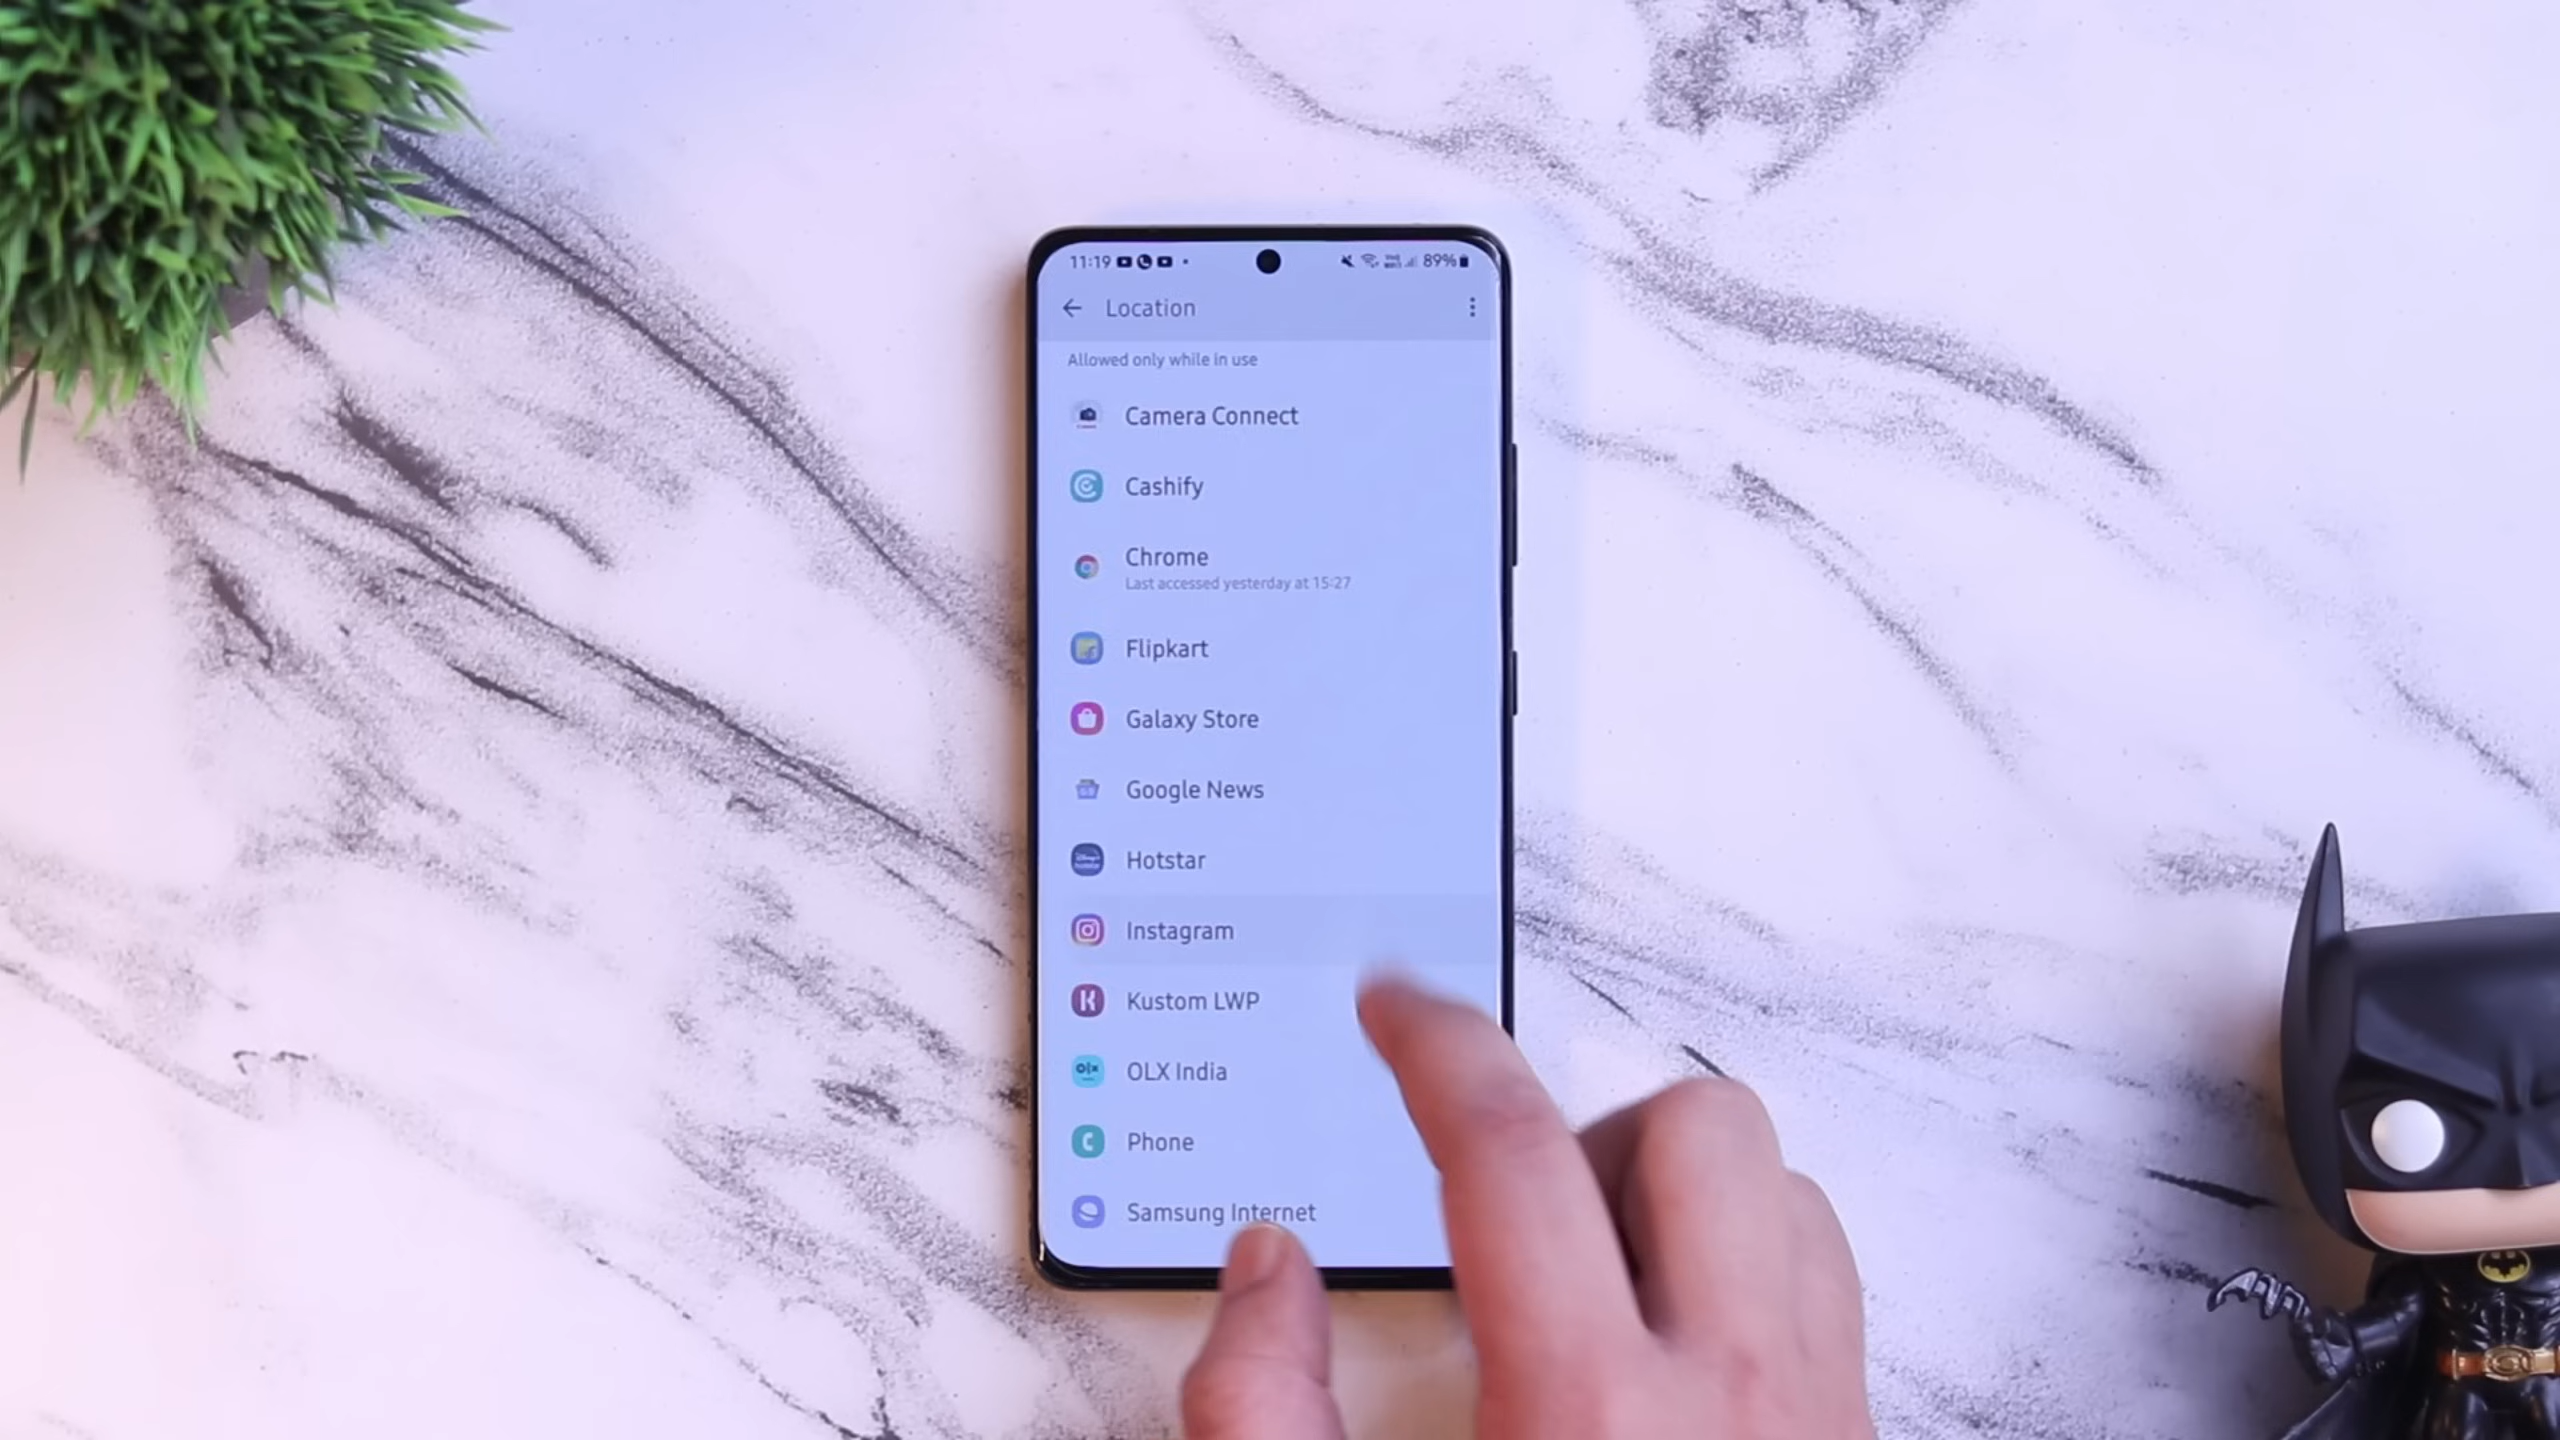 11:19 89%
Location
Allowed only while in use
Camera Connect
Cashify
Chrome
Last accessed yesterday at 15:27
Flipkart
Galaxy Store
Google News
Hotstar
Instagram
Kustom LWP
OLX India
Phone
Samsung Internet